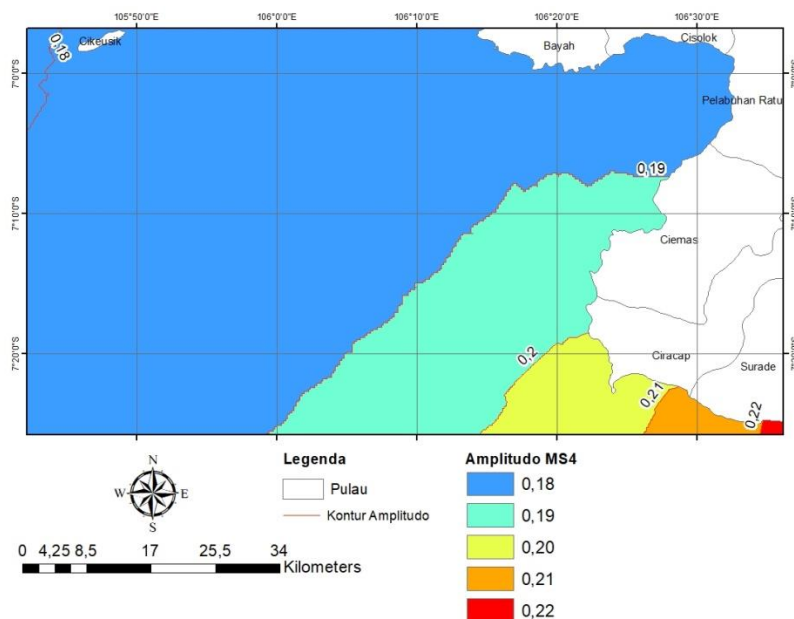 105°50'0"E 106°0'0"E 106°10'0"E 106°20'0"E 106°30'0"E
0,18
Cikeusik
Bayah
Cisolok
7°0'0"S
Pelabuhan Ratu
0,19
7°10'0"S
Ciemas
7°20'0"S
0,2
Ciracap
Surade
0,21
0,22
Legenda
Pulau
Kontur Amplitudo
Amplitudo MS4
0,18
0,19
0,20
0,21
0,22
N
W E
S
0 4,25 8,5 17 25,5 34
Kilometers